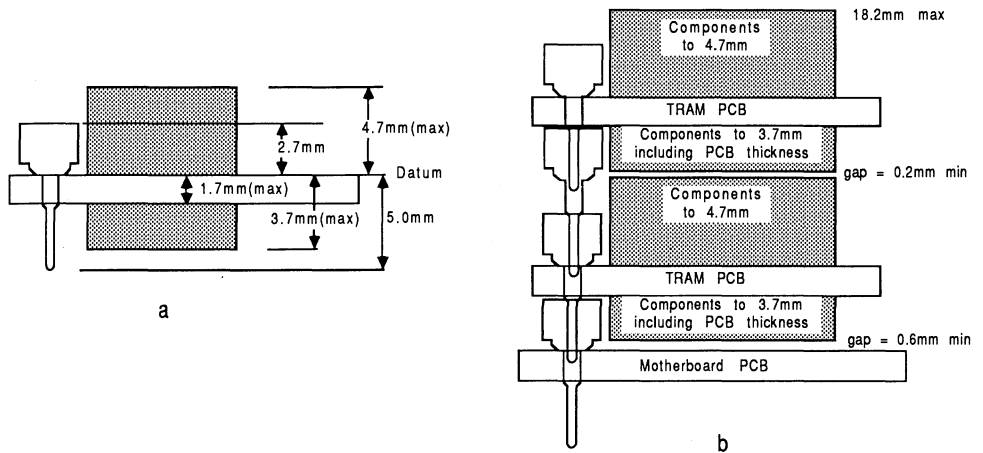 4.7mm(max)
2.7mm
Datum
1.7mm(max)
3.7mm(max)
5.0mm
a
18.2mm max
Components
to 4.7mm
TRAM PCB
Components to 3.7mm
including PCB thickness
gap = 0.2mm min
Components
to 4.7mm
TRAM PCB
Components to 3.7mm
including PCB thickness
gap = 0.6mm min
Motherboard PCB
b